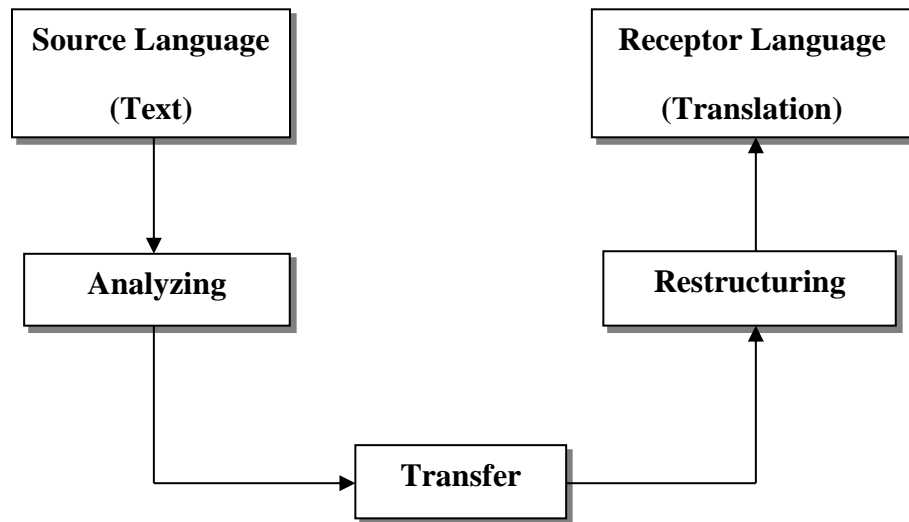 Source Language
(Text)
Receptor Language
(Translation)
Analyzing
Restructuring
Transfer